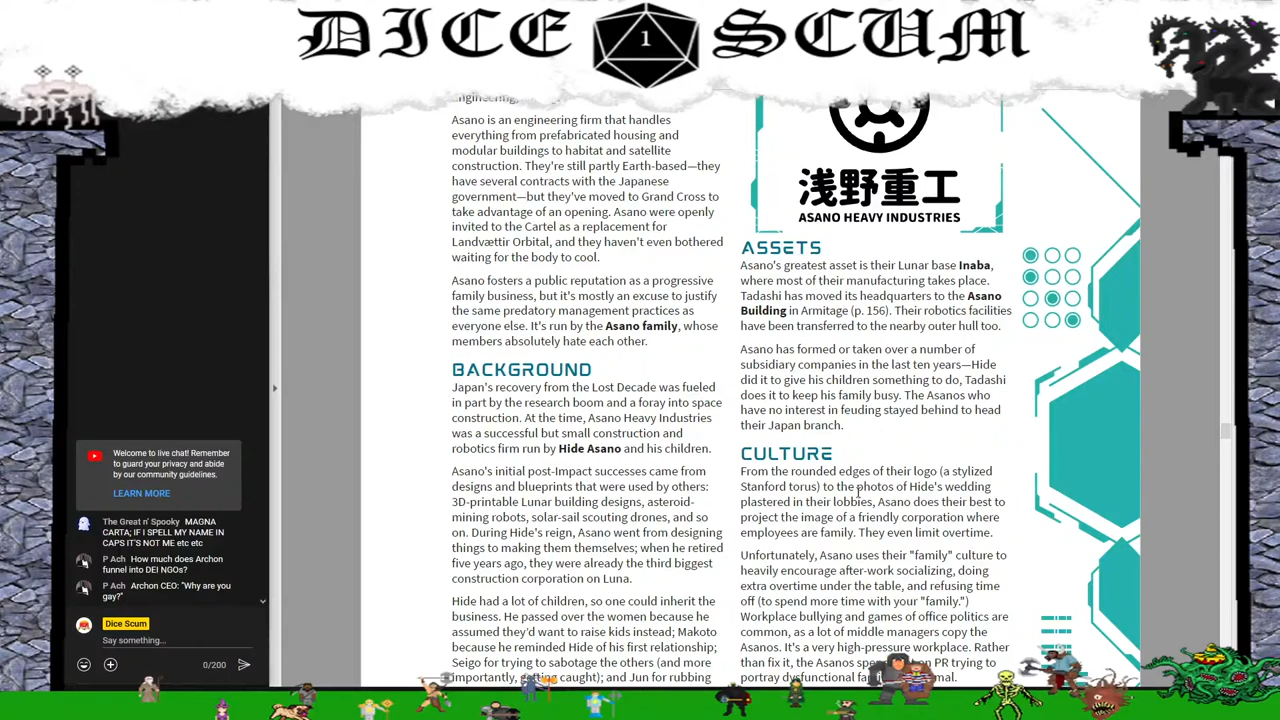 DICE 1 SCUM
Asano is an engineering firm that handles
everything from prefabricated housing and
modular buildings to habitat and satellite
construction. They're still partly Earth-based—they
have several contracts with the Japanese
government—but they've moved to Grand Cross to
take advantage of an opening. Asano were openly
invited to the Cartel as a replacement for
Landvættir Orbital, and they haven't even bothered
waiting for the body to cool.
Asano fosters a public reputation as a progressive
family business, but it's mostly an excuse to justify
the same predatory management practices as
everyone else. It's run by the Asano family, whose
members absolutely hate each other.
BACKGROUND
Japan's recovery from the Lost Decade was fueled
in part by the research boom and a foray into space
construction. At the time, Asano Heavy Industries
was a successful but small construction and
robotics firm run by Hide Asano and his children.
Asano's initial post-Impact successes came from
designs and blueprints that were used by others:
3D-printable Lunar building designs, asteroid-
mining robots, solar-sail scouting drones, and so
on. During Hide's reign, Asano went from designing
things to making them themselves; when he retired
five years ago, they were already the third biggest
construction corporation on Luna.
Hide had a lot of children, so one could inherit the
business. He passed over the women because he
assumed they'd want to raise kids instead; Makoto
because he reminded Hide of his first relationship;
Seigo for trying to sabotage the others (and more
importantly, getting caught); and Jun for rubbing
浅野重工
ASANO HEAVY INDUSTRIES
ASSETS
Asano's greatest asset is their Lunar base Inaba,
where most of their manufacturing takes place.
Tadashi has moved its headquarters to the Asano
Building in Armitage (p. 156). Their robotics facilities
have been transferred to the nearby outer hull too.
Asano has formed or taken over a number of
subsidiary companies in the last ten years—Hide
did it to give his children something to do, Tadashi
does it to keep his family busy. The Asanos who
have no interest in feuding stayed behind to head
their Japan branch.
CULTURE
From the rounded edges of their logo (a stylized
Stanford torus) to the photos of Hide's wedding
plastered in their lobbies, Asano does their best to
project the image of a friendly corporation where
employees are family. They even limit overtime.
Unfortunately, Asano uses their "family" culture to
heavily encourage after-work socializing, doing
extra overtime under the table, and refusing time
off (to spend more time with your "family.")
Workplace bullying and games of office politics are
common, as a lot of middle managers copy the
Asanos. It's a very high-pressure workplace. Rather
than fix it, the Asanos on PR trying to
portray dysfunctional
Welcome to live chat! Remember
to guard your privacy and abide
by our community guidelines.
LEARN MORE
The Great n' Spooky MAGNA
CARTA; IF I SPELL MY NAME IN
CAPS IT'S NOT ME etc etc
P Ach How much does Archon
funnel into DEI NGOs?
P Ach Archon CEO: "Why are you
gay?"
Dice Scum
Say something...
0/200